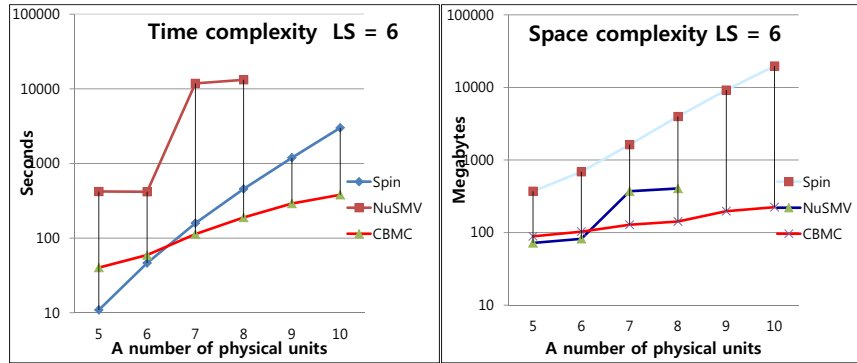 Time complexity LS = 6
100000
10000
1000
100
10
Seconds
5 6 7 8 9 10
A number of physical units
Spin
NuSMV
CBMC
Space complexity LS = 6
100000
10000
1000
100
10
Megabytes
5 6 7 8 9 10
A number of physical units
Spin
NuSMV
CBMC